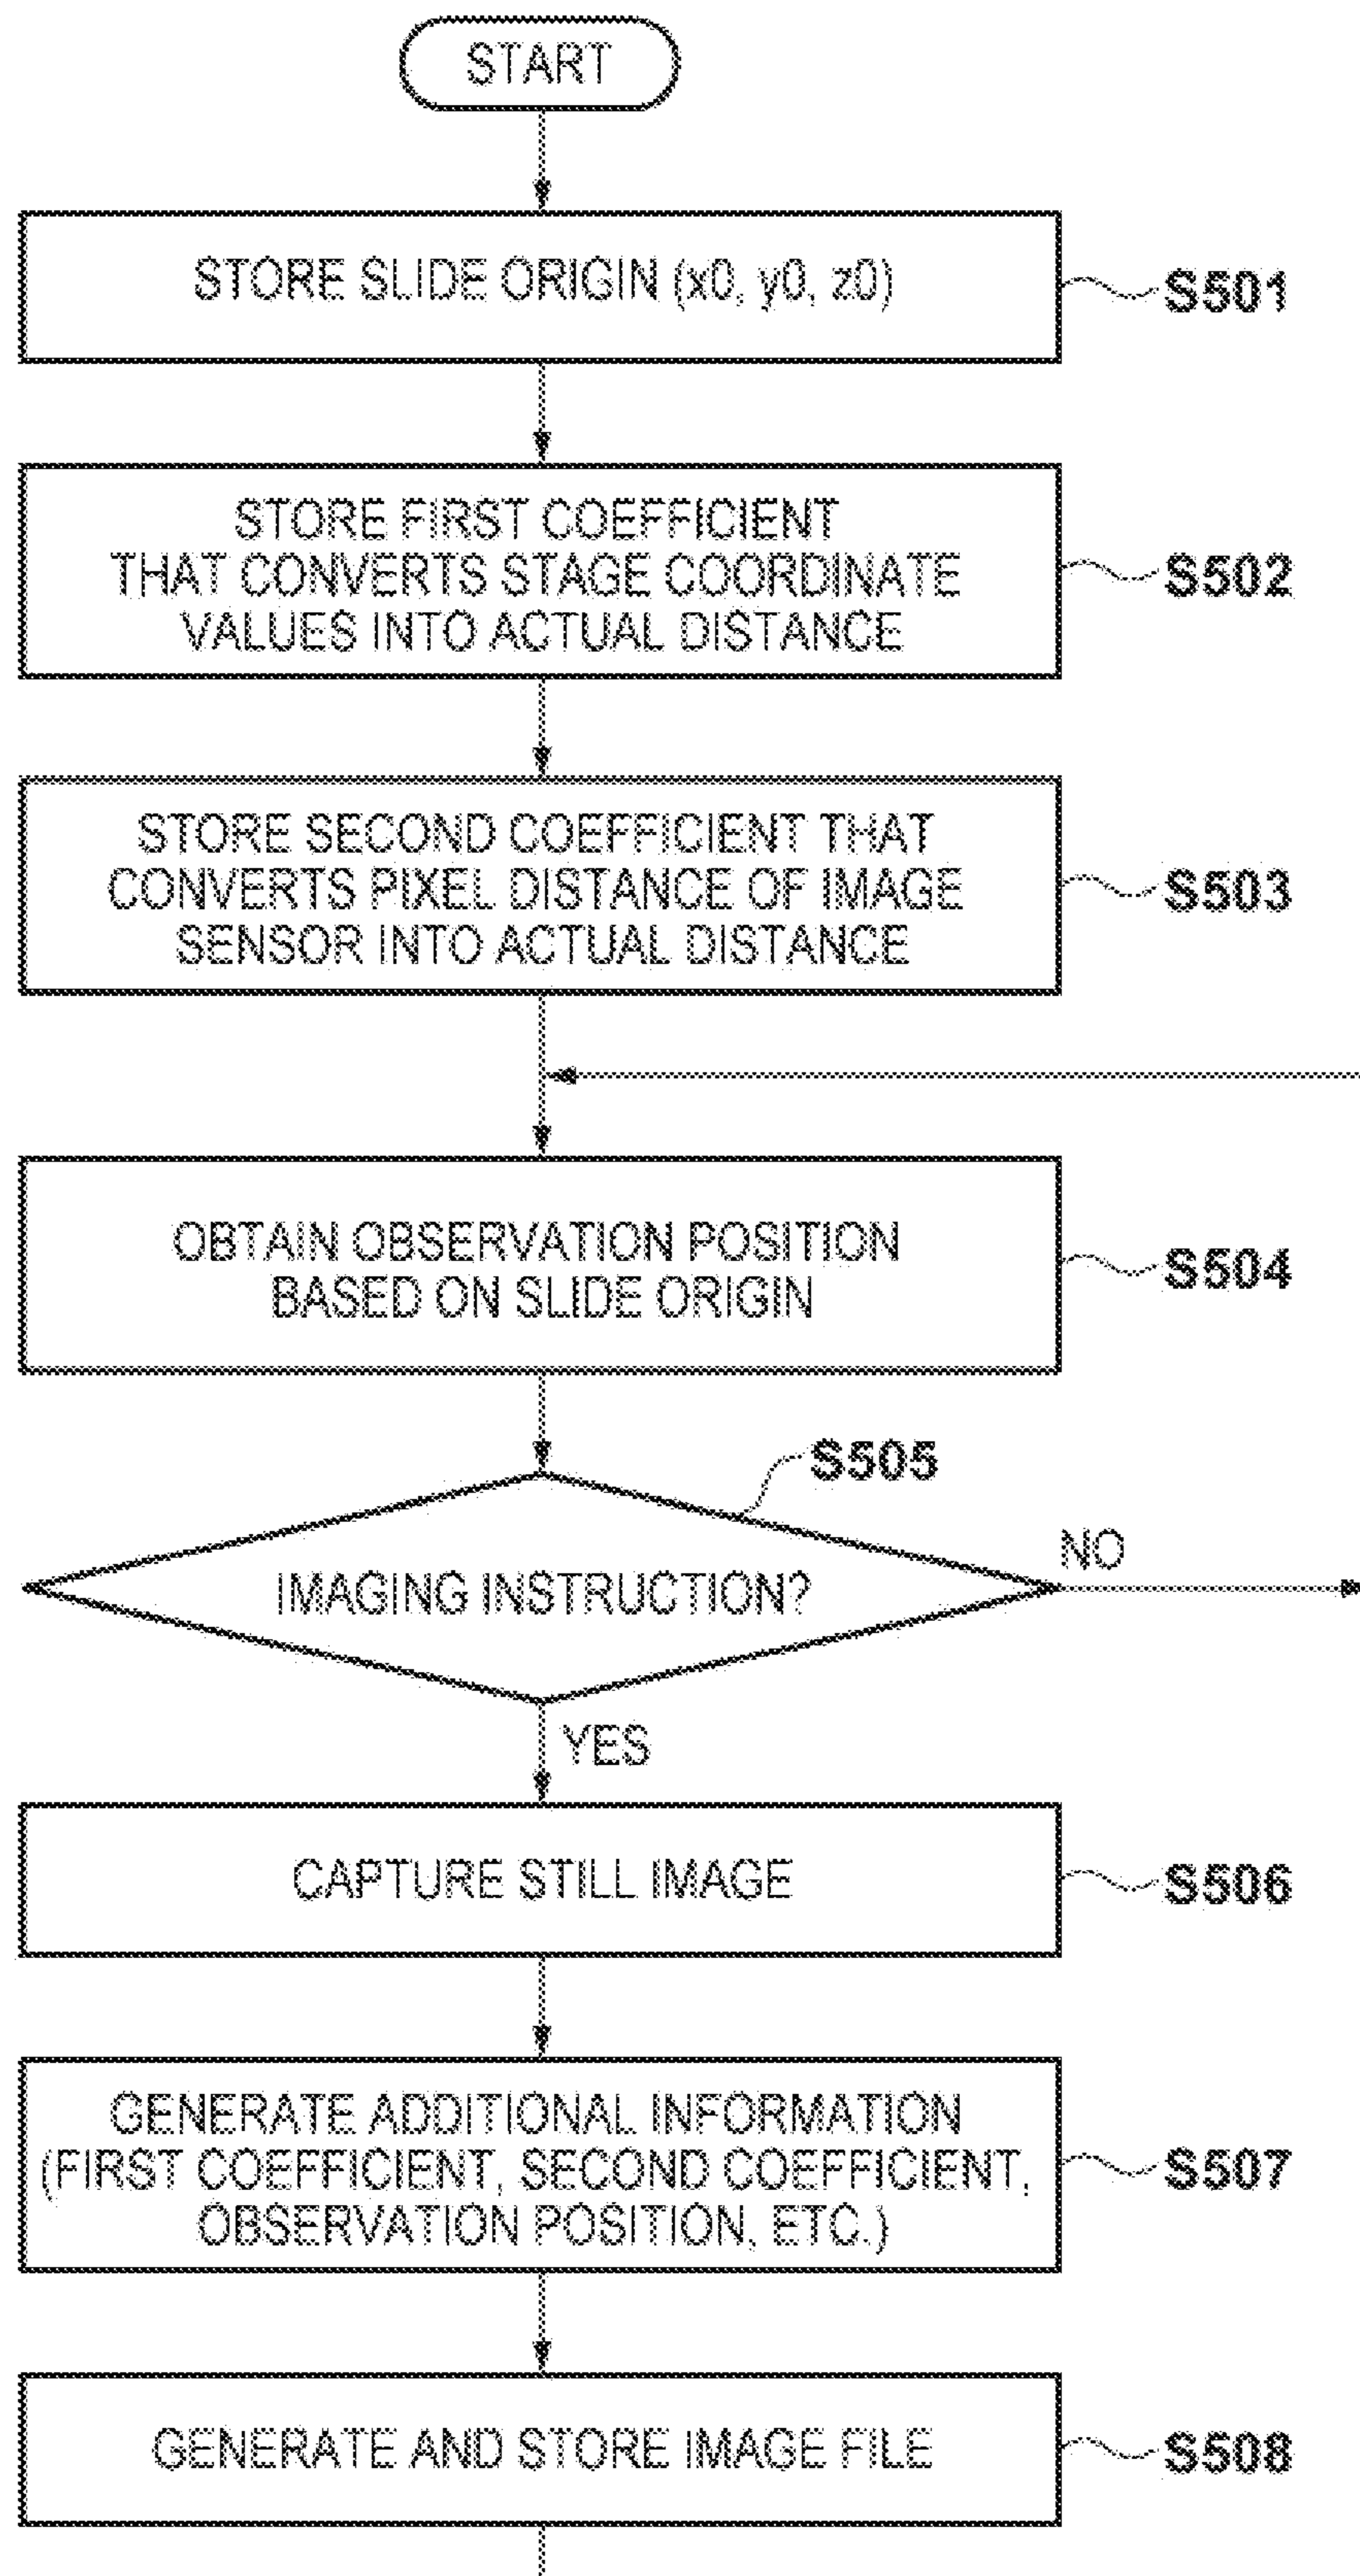 START
STORE SLIDE ORIGIN (x0, y0, z0)
S501
STORE FIRST COEFFICIENT
THAT CONVERTS STAGE COORDINATE
VALUES INTO ACTUAL DISTANCE
S502
STORE SECOND COEFFICIENT THAT
CONVERTS PIXEL DISTANCE OF IMAGE
SENSOR INTO ACTUAL DISTANCE
S503
OBTAIN OBSERVATION POSITION
BASED ON SLIDE ORIGIN
S504
S505
IMAGING INSTRUCTION?
NO
YES
CAPTURE STILL IMAGE
S506
GENERATE ADDITIONAL INFORMATION
(FIRST COEFFICIENT, SECOND COEFFICIENT,
OBSERVATION POSITION, ETC.)
S507
GENERATE AND STORE IMAGE FILE
S508